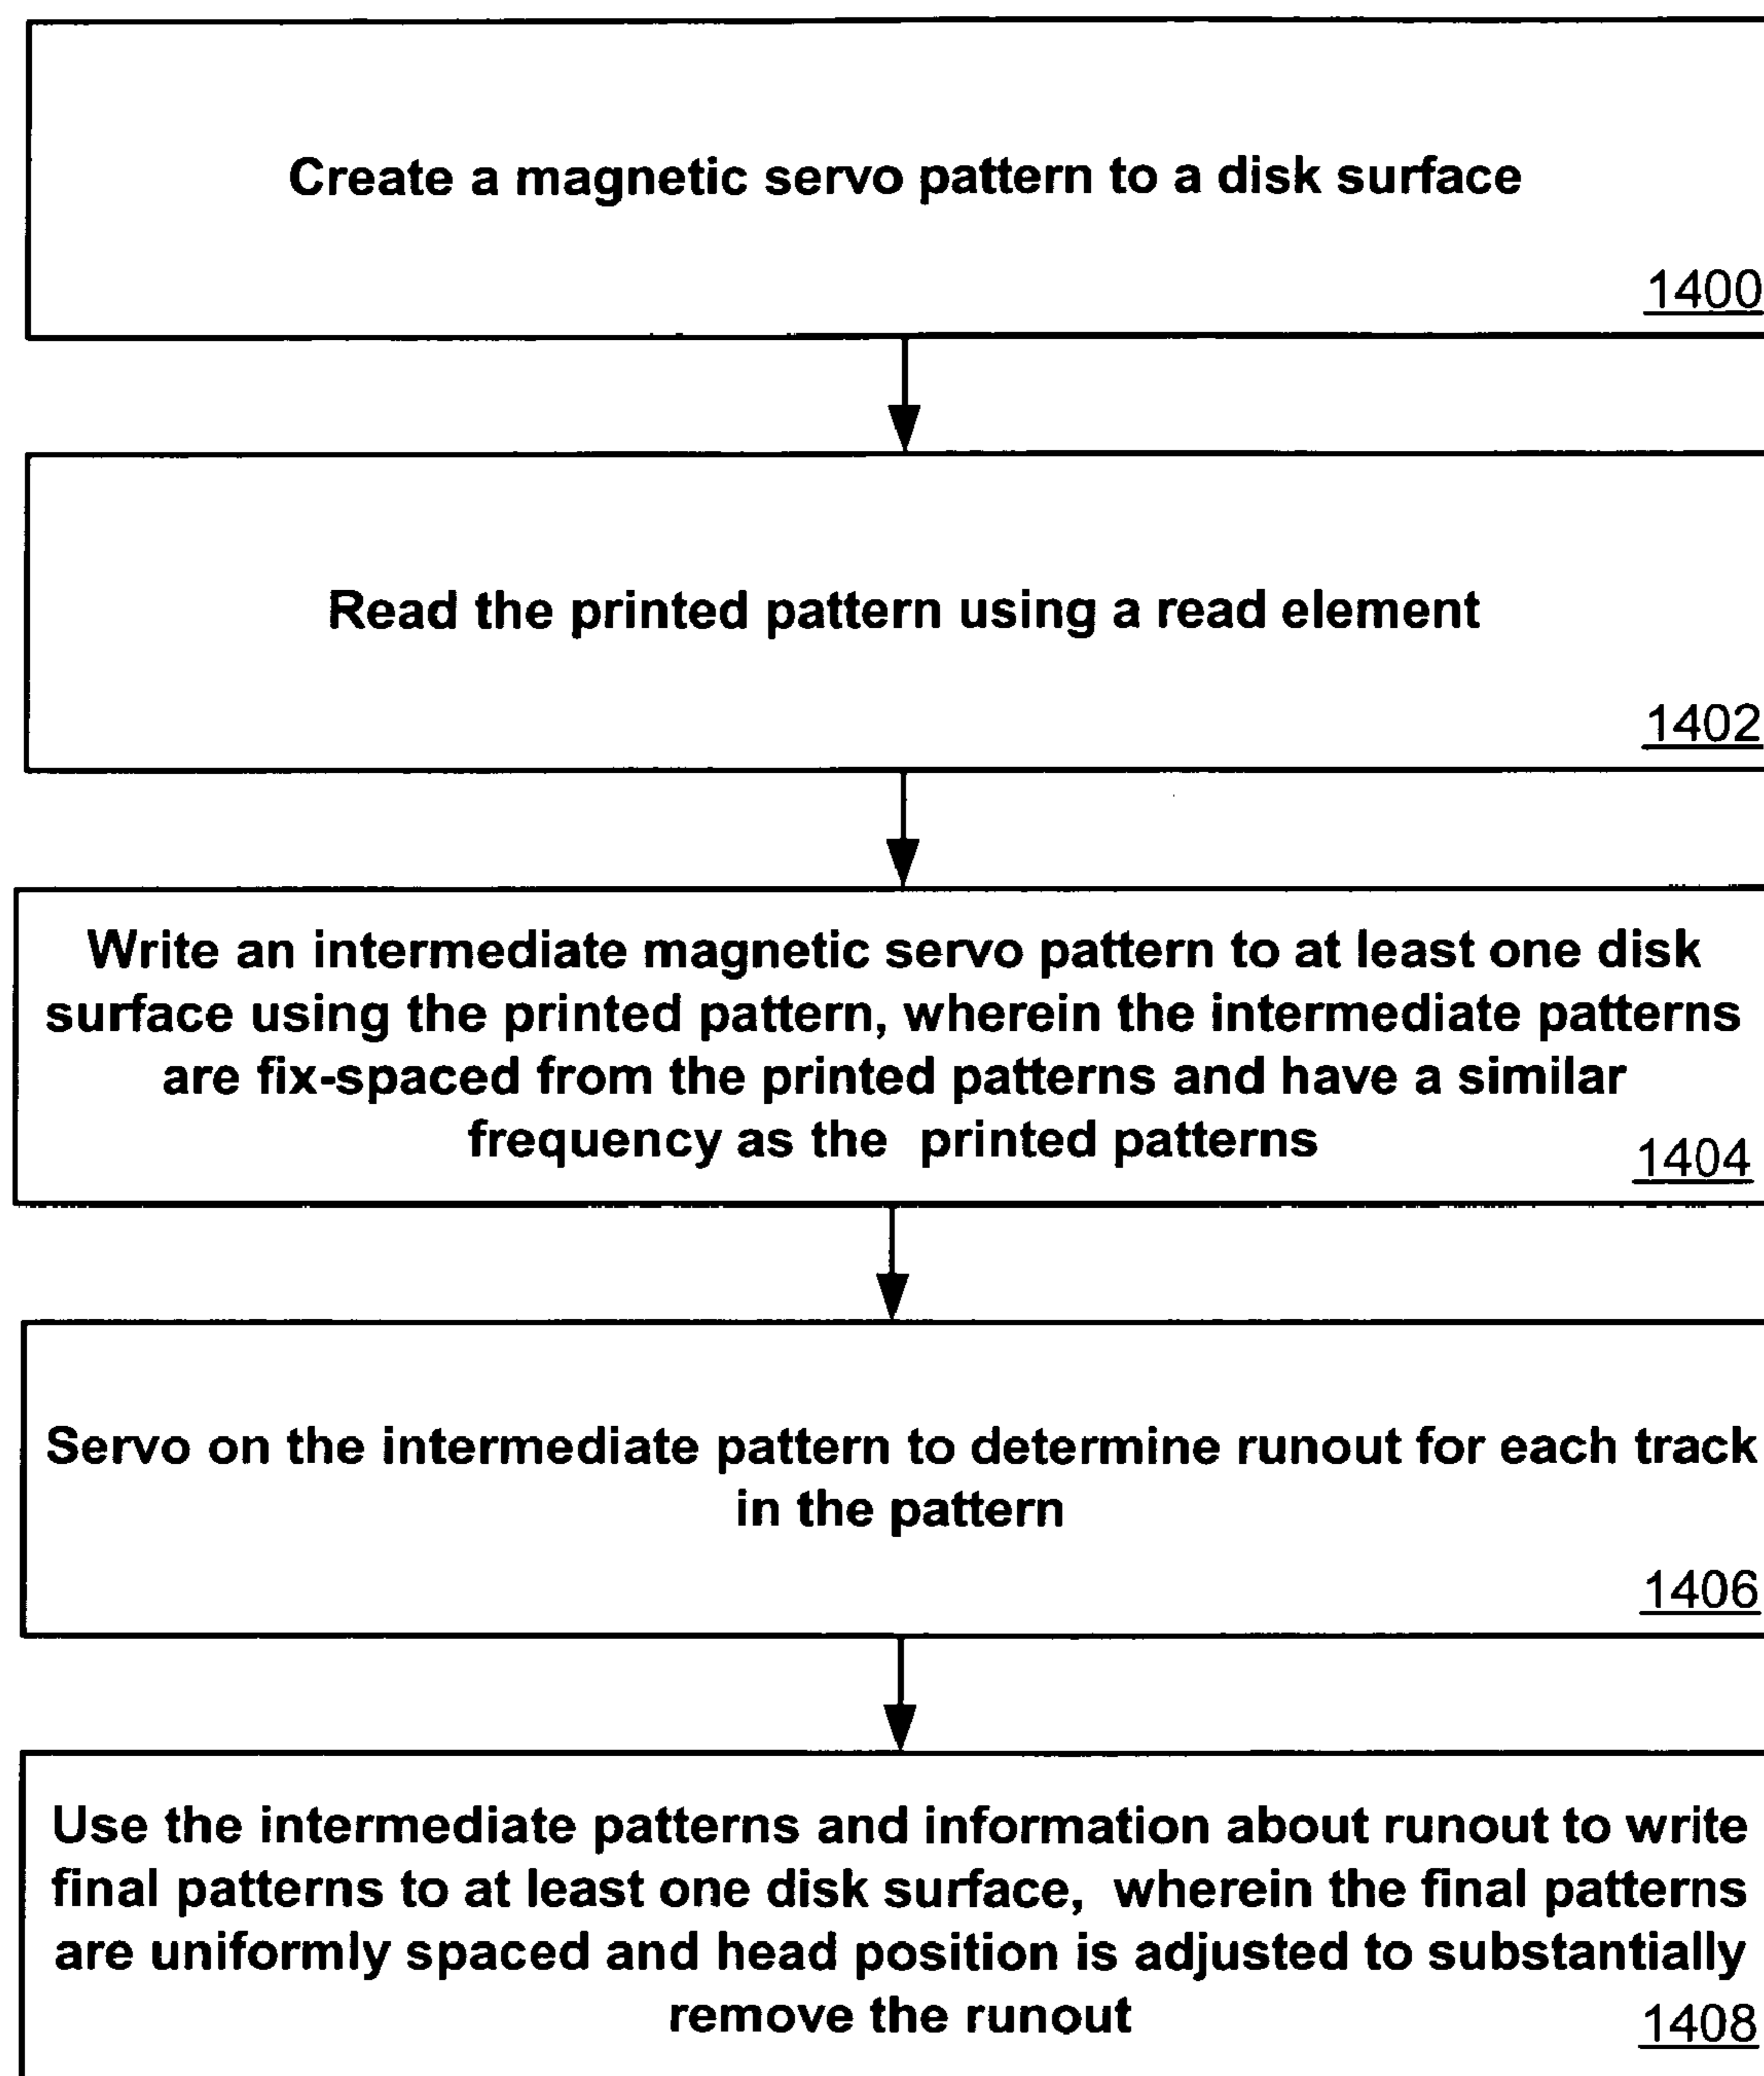 Create a magnetic servo pattern to a disk surface
1400
Read the printed pattern using a read element
1402
Write an intermediate magnetic servo pattern to at least one disk
surface using the printed pattern, wherein the intermediate patterns
are fix-spaced from the printed patterns and have a similar
frequency as the printed patterns
1404
Servo on the intermediate pattern to determine runout for each track
in the pattern
1406
Use the intermediate patterns and information about runout to write
final patterns to at least one disk surface, wherein the final patterns
are uniformly spaced and head position is adjusted to substantially
remove the runout
1408